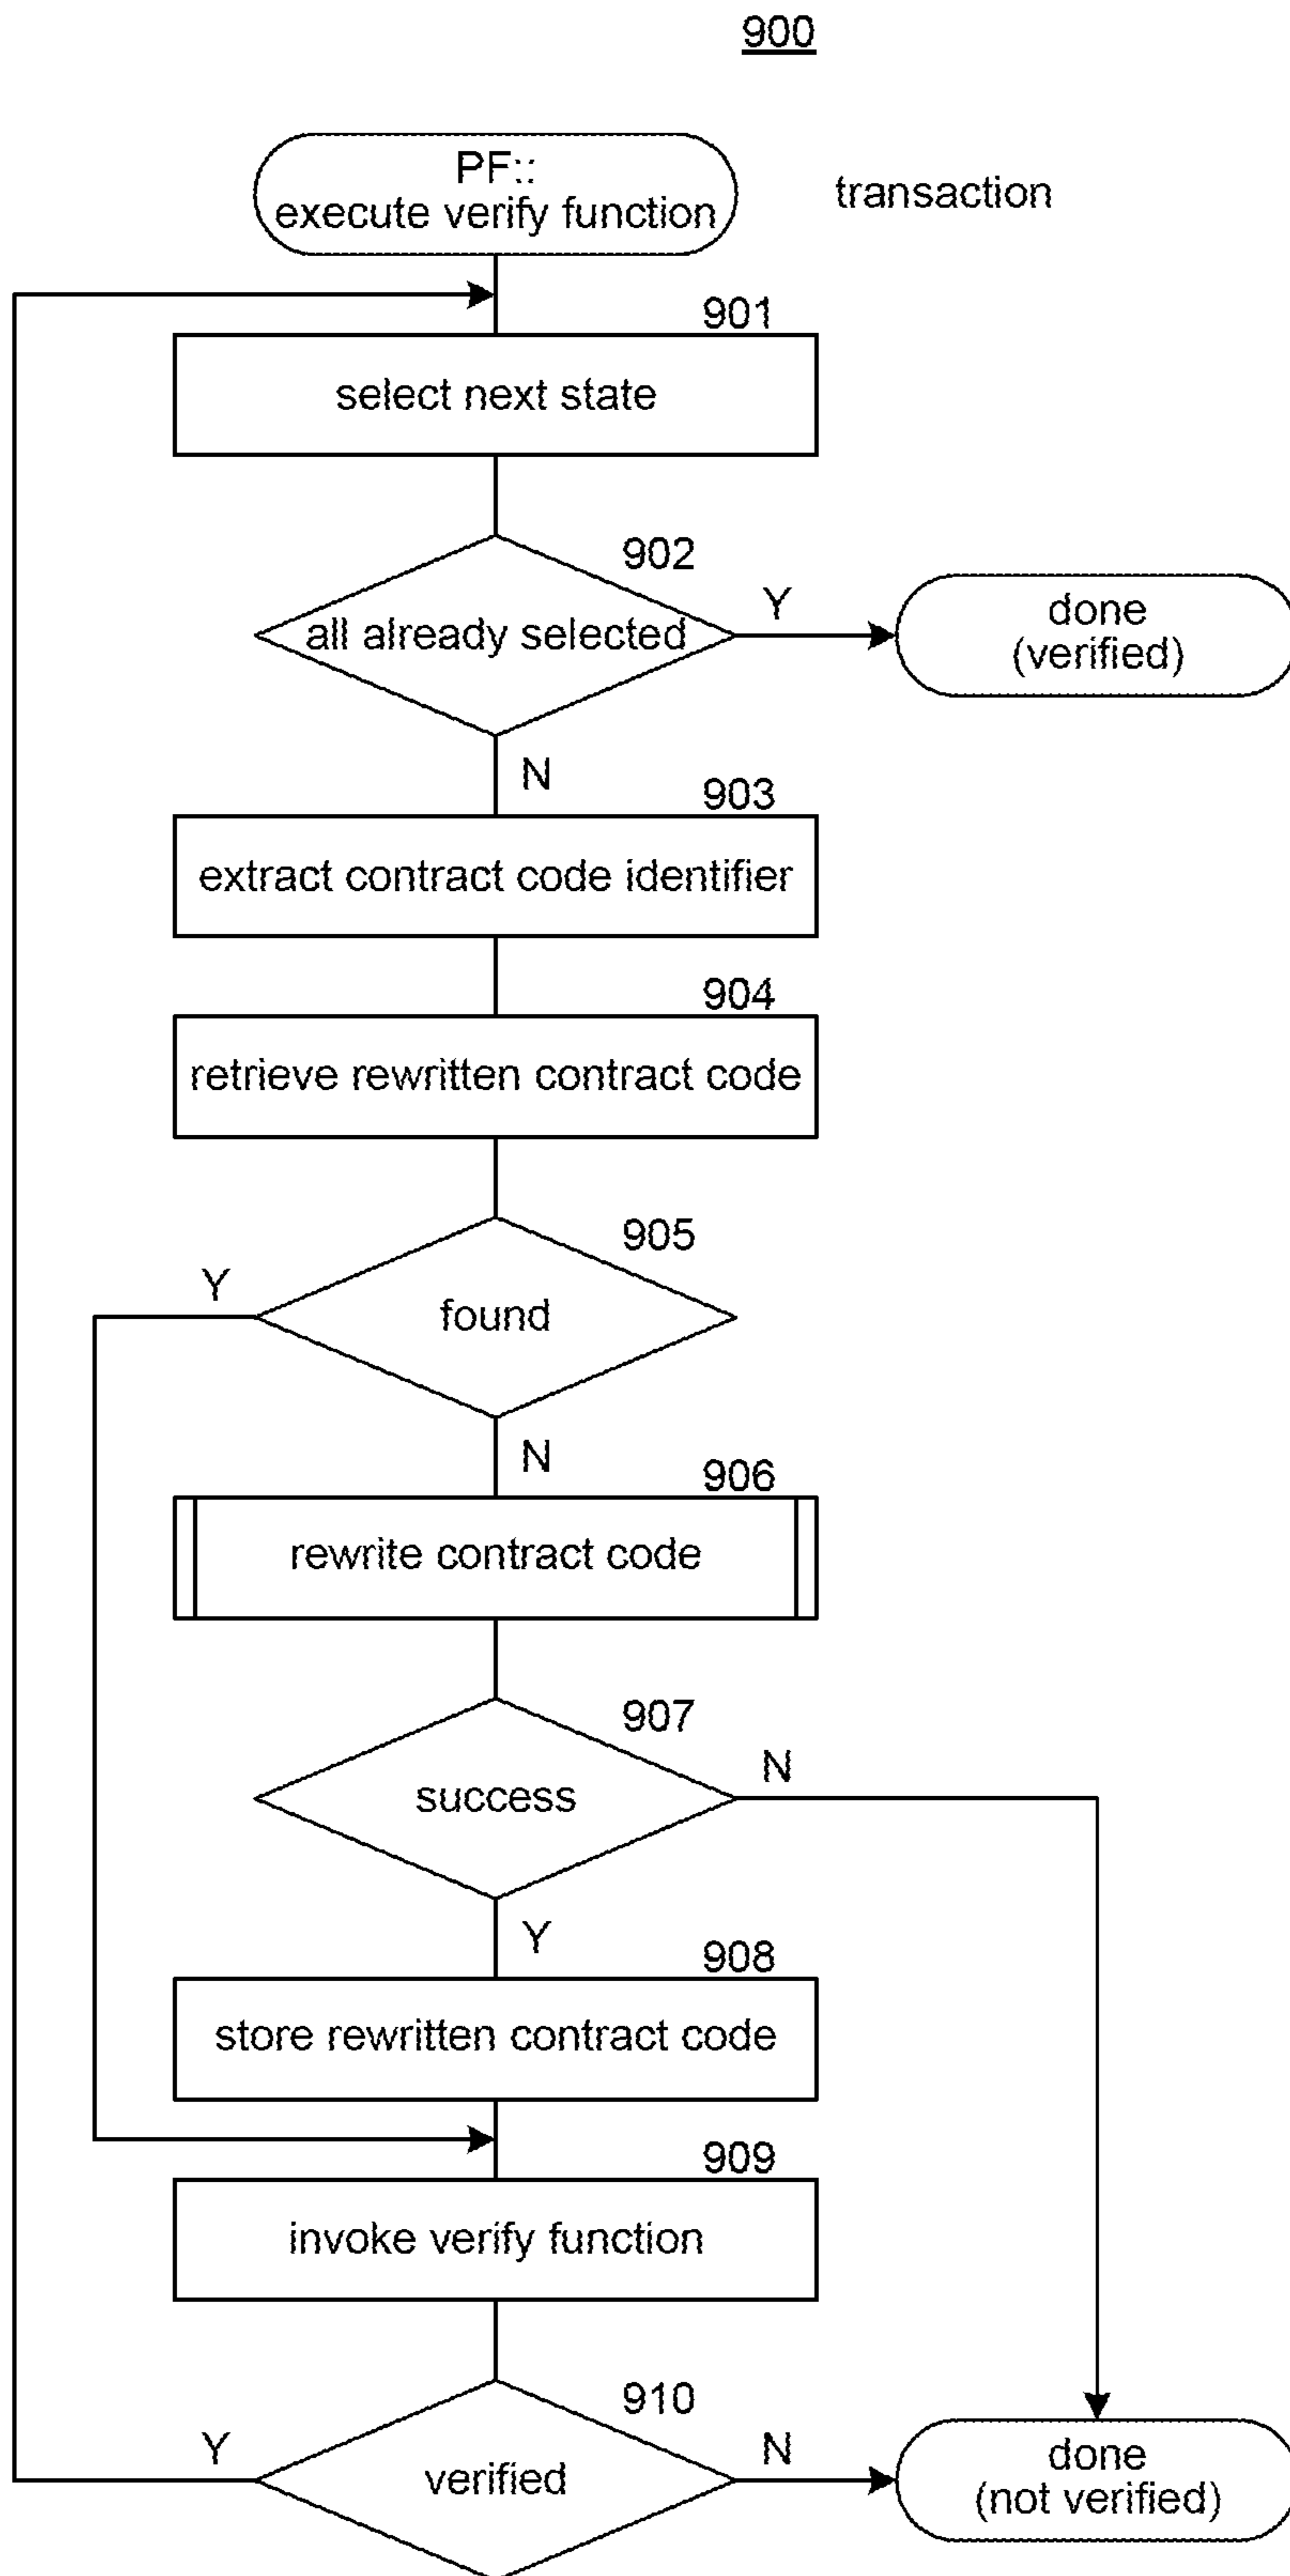 900
PF::
execute verify function
transaction
901
select next state
902
all already selected
Y
done
(verified)
N
903
extract contract code identifier
904
retrieve rewritten contract code
905
Y
found
N
906
rewrite contract code
907
N
success
Y
908
store rewritten contract code
909
invoke verify function
910
Y
verified
N
done
(not verified)